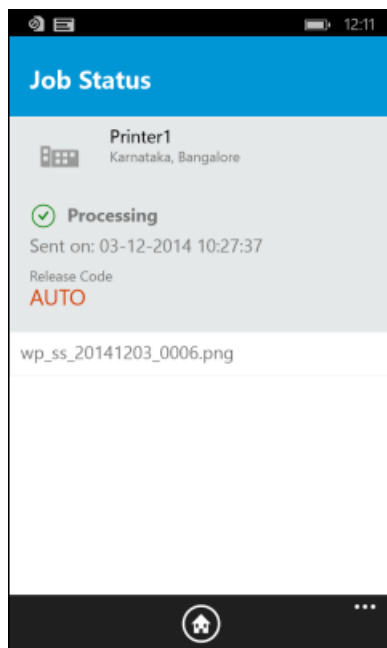 12:11
Job Status
Printer1
Karnataka, Bangalore
Processing
Sent on: 03-12-2014 10:27:37
Release Code
AUTO
wp_ss_20141203_0006.png